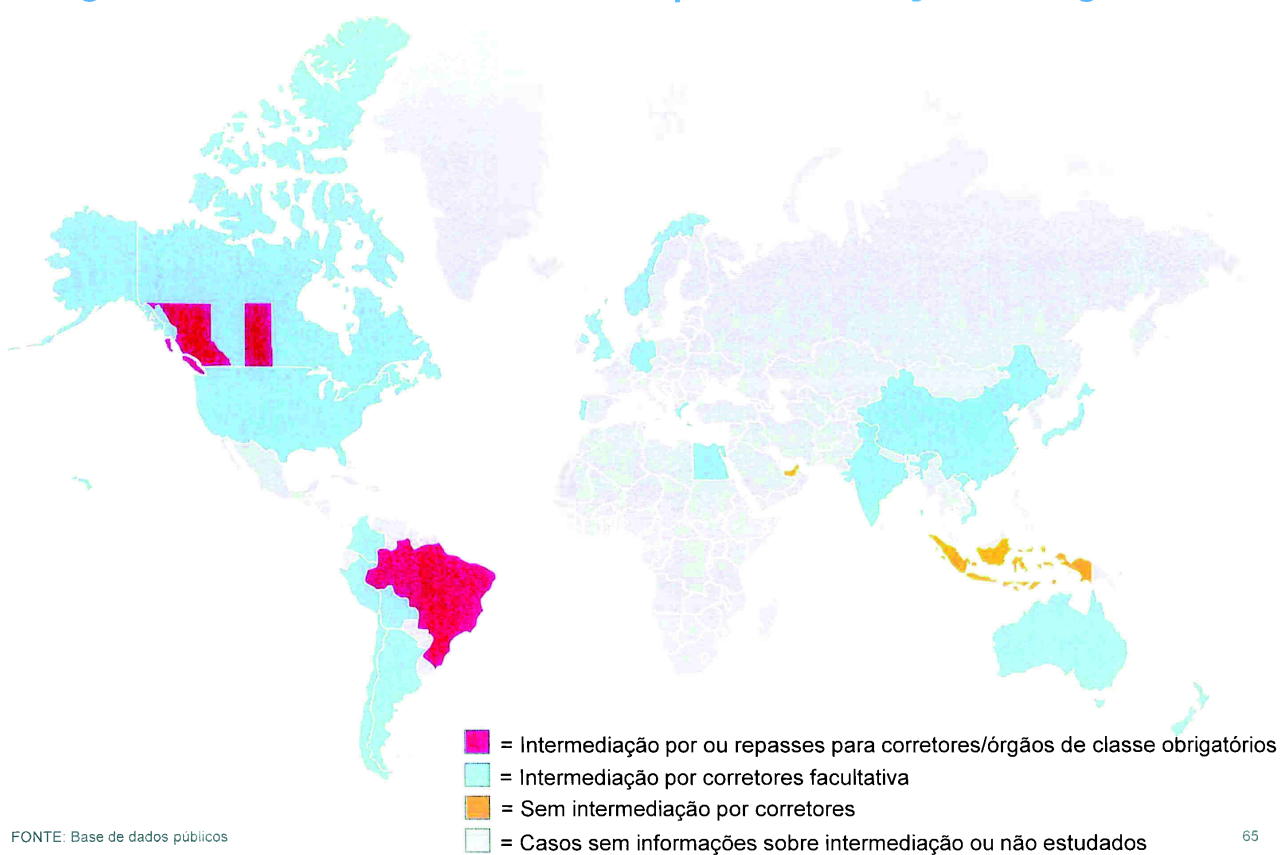 = Intermediação por ou repasses para corretores/órgãos de classe obrigatórios
= Intermediação por corretores facultativa
= Sem intermediação por corretores
= Casos sem informações sobre intermediação ou não estudados
FONTE: Base de dados públicos
65